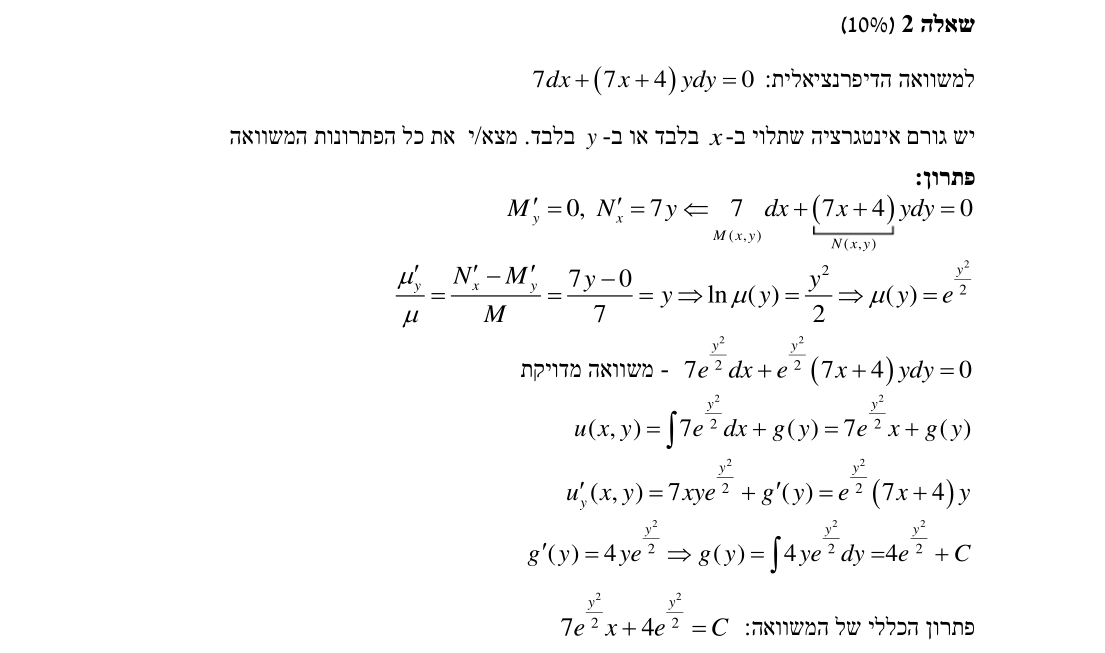 שאלה 2 (10%)
למשוואה הדיפרנציאלית: 7dx + (7x + 4) ydy = 0
יש גורם אינטגרציה שתלוי ב- x בלבד או ב- y בלבד. מצא/י את כל הפתרונות המשוואה
פתרון:
M′_y = 0, N′_x = 7y ⇐ 7 dx + (7x + 4) ydy = 0
M(x,y) N(x,y)
μ′_y/μ = (N′_x − M′_y)/M = (7y − 0)/7 = y ⇒ ln μ(y) = y²/2 ⇒ μ(y) = e^(y²/2)
7e^(y²/2) dx + e^(y²/2) (7x + 4) ydy = 0 - משוואה מדויקת
u(x, y) = ∫7e^(y²/2) dx + g(y) = 7e^(y²/2) x + g(y)
u′_y (x, y) = 7xye^(y²/2) + g′(y) = e^(y²/2) (7x + 4) y
g′(y) = 4ye^(y²/2) ⇒ g(y) = ∫4ye^(y²/2) dy = 4e^(y²/2) + C
פתרון הכללי של המשוואה: 7e^(y²/2) x + 4e^(y²/2) = C